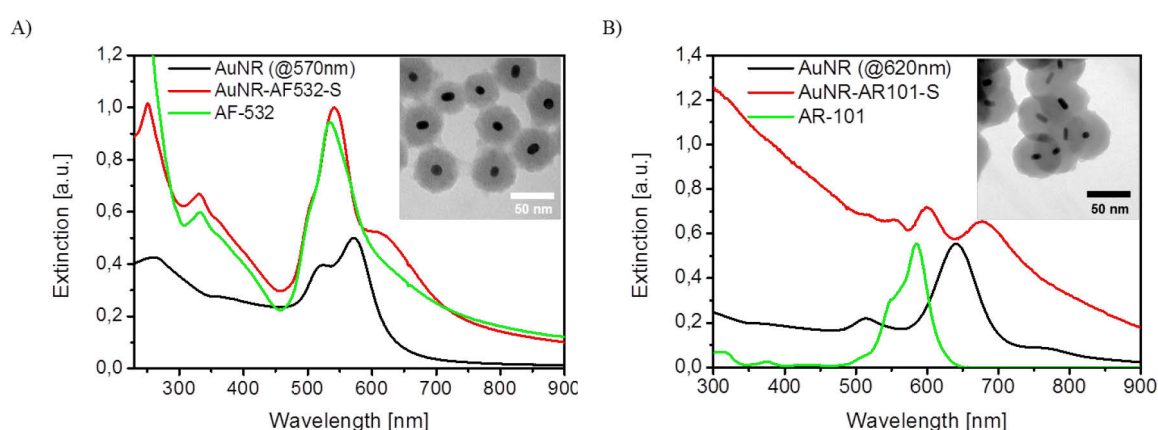 A)
B)
1,2
1,0
0,8
0,6
0,4
0,2
0,0
Extinction [a.u.]
AuNR (@570nm)
AuNR-AF532-S
AF-532
50 nm
300 400 500 600 700 800 900
Wavelength [nm]
1,4
1,2
1,0
0,8
0,6
0,4
0,2
0,0
Extinction [a.u.]
AuNR (@620nm)
AuNR-AR101-S
AR-101
50 nm
300 400 500 600 700 800 900
Wavelength [nm]